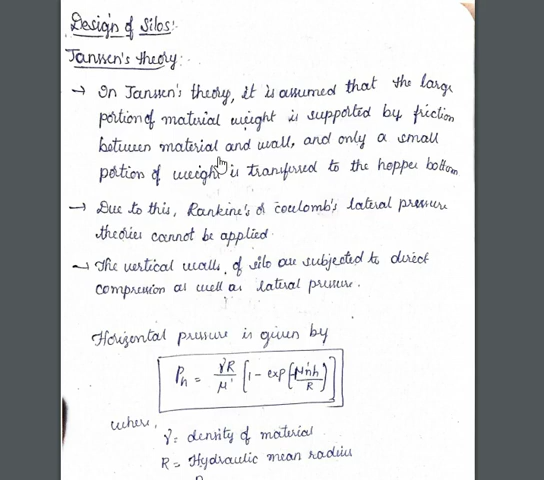 Design of Silos:-
Janssen's theory:-
→ In Janssen's theory, it is assumed that the large
portion of material weight is supported by friction
between material and wall, and only a small
portion of weight is transferred to the hopper bottom
→ Due to this, Rankine's or coulomb's lateral pressure
theories cannot be applied.
→ The vertical walls of silo are subjected to direct
compression as well as lateral pressure.
Horizontal pressure is given by
Ph = γR/μ' [1 - exp(-μ'nh/R)]
where,
γ = density of material
R = Hydraulic mean radius